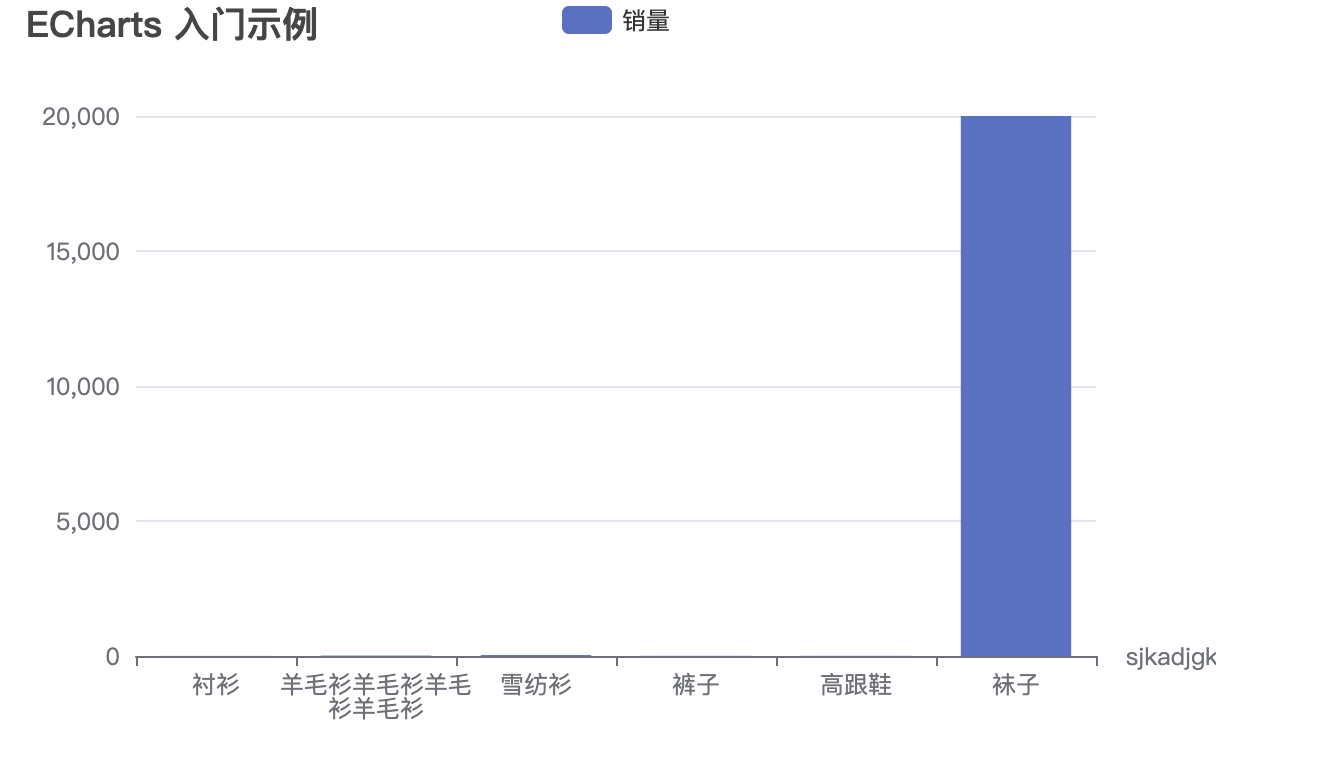 ECharts 入门示例
销量
20,000
15,000
10,000
5,000
0
sjkadjgk
衬衫
羊毛衫羊毛衫羊毛
衫羊毛衫
雪纺衫
裤子
高跟鞋
袜子